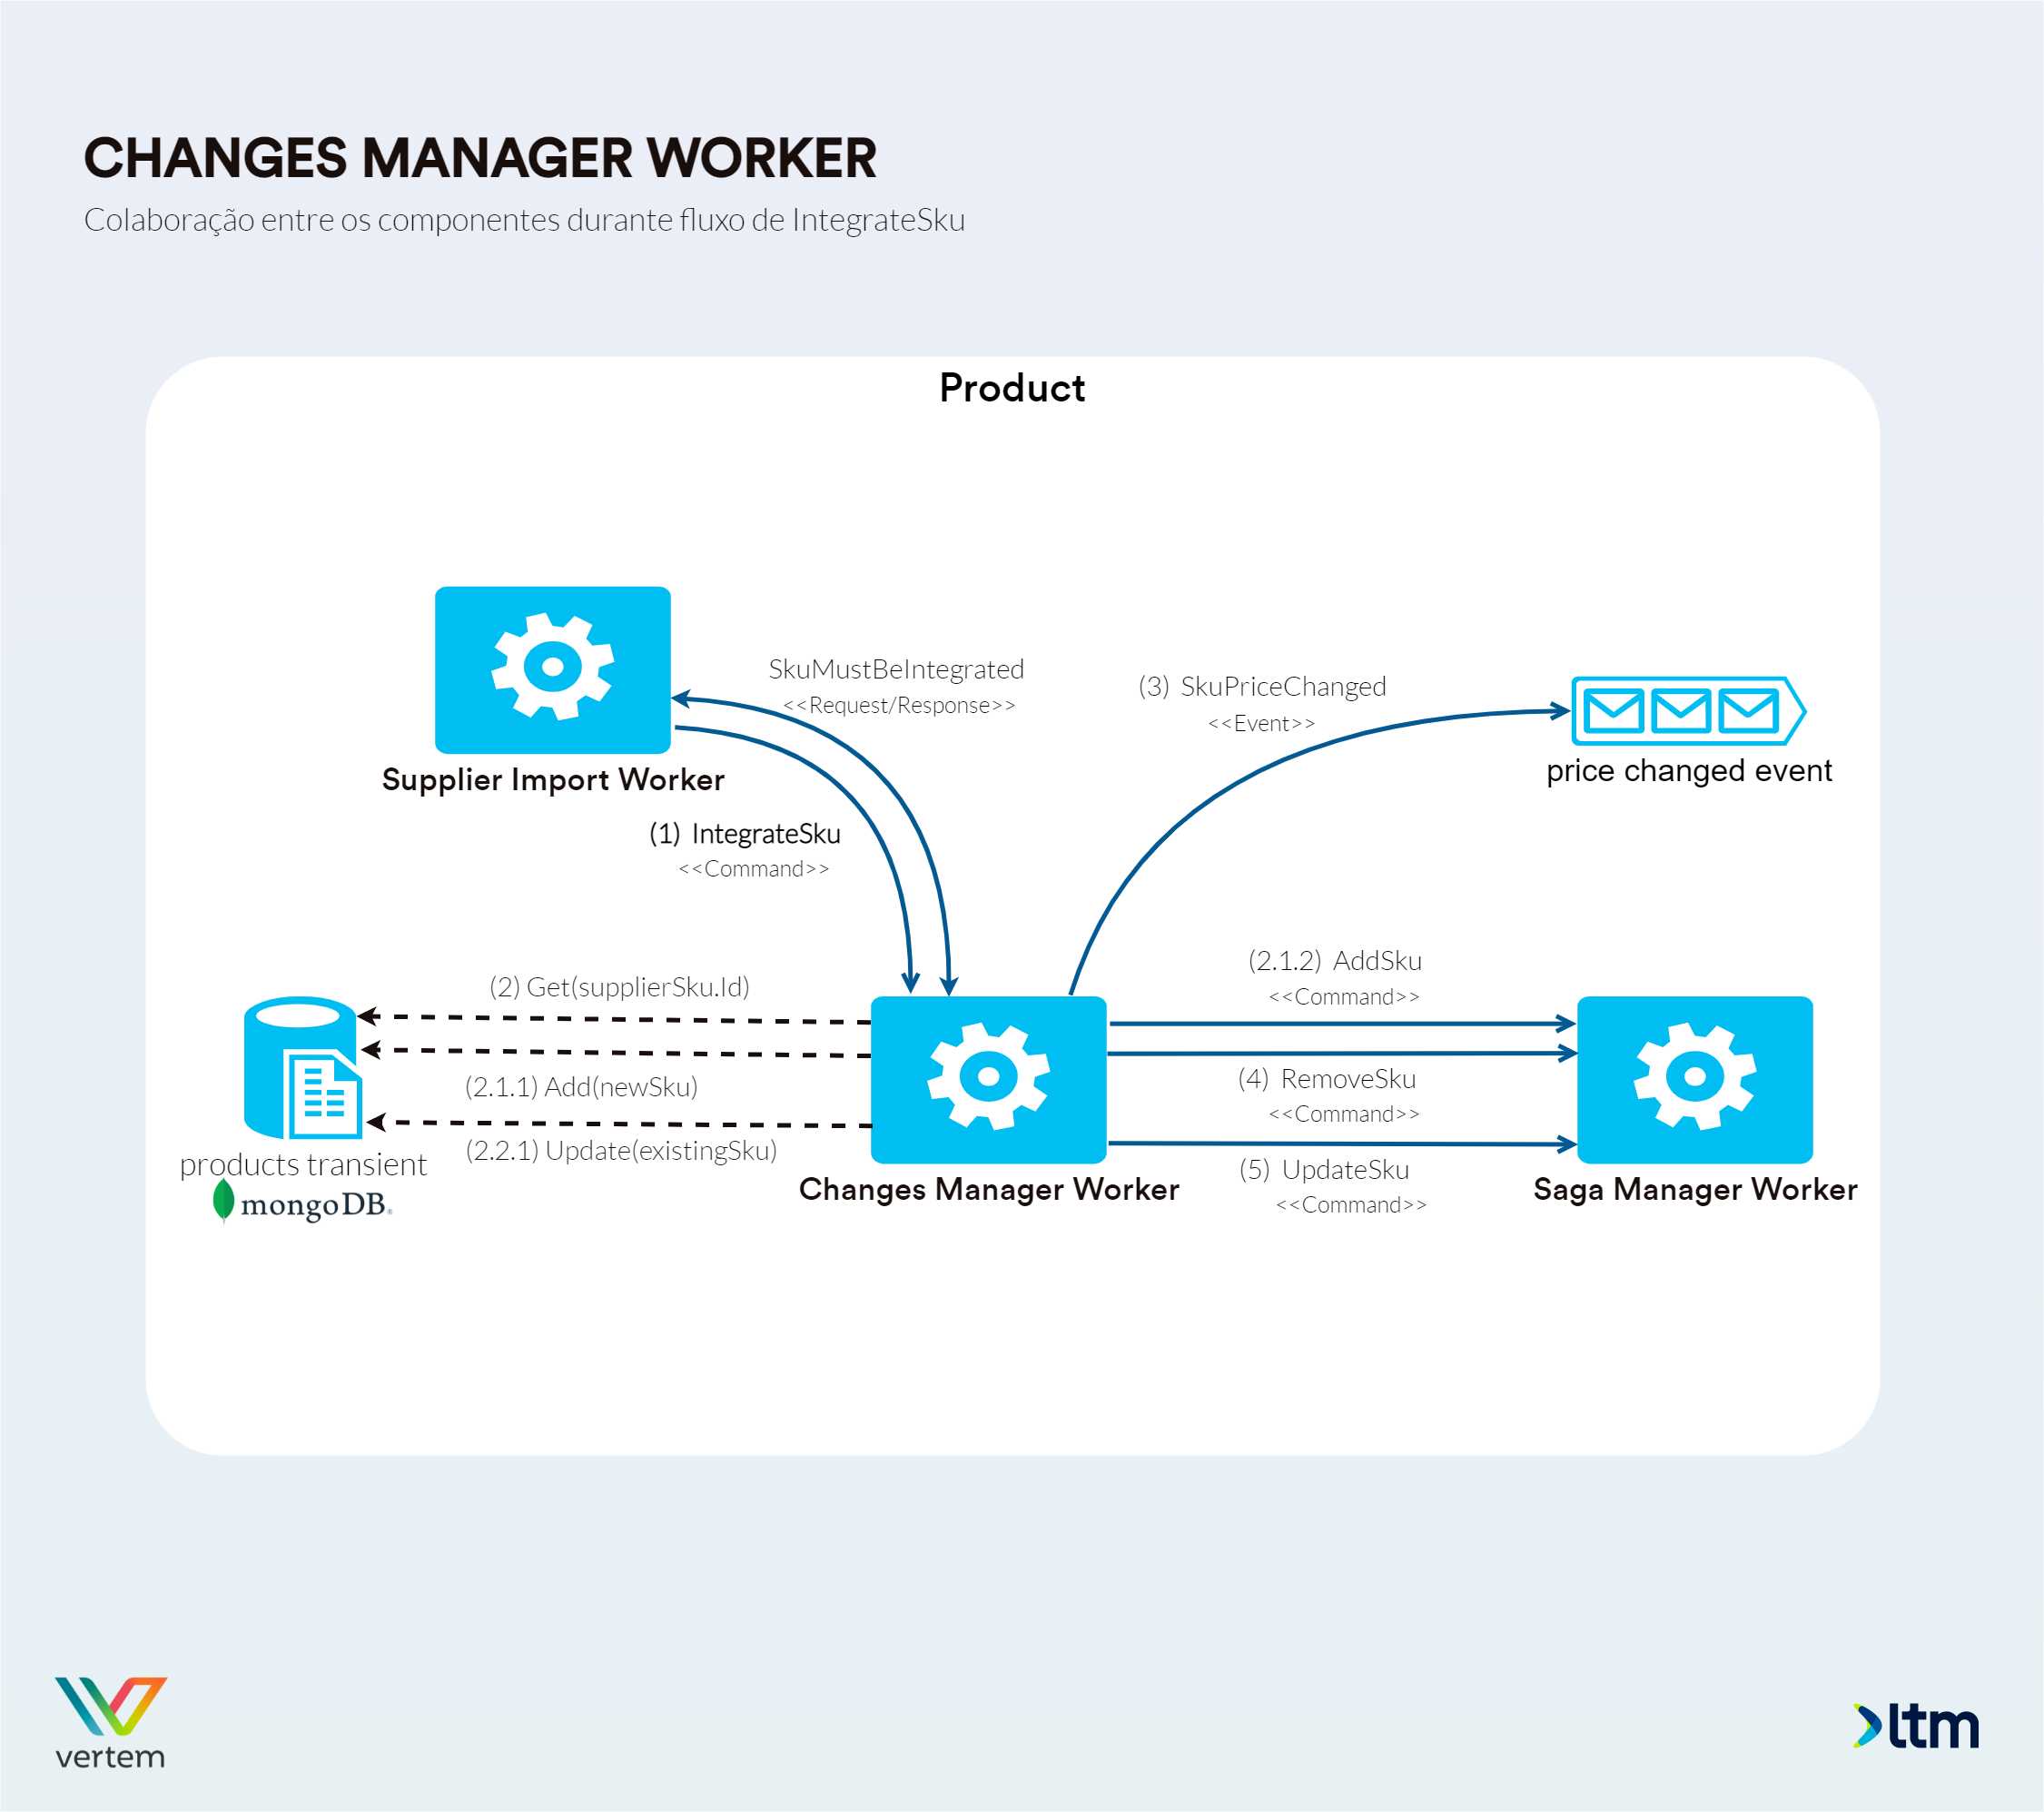 CHANGES MANAGER WORKER
Colaboração entre os componentes durante fluxo de IntegrateSku
Product
SkuMustBeIntegrated
<<Request/Response>>
(3) SkuPriceChanged
<<Event>>
price changed event
Supplier Import Worker
(1) IntegrateSku
<<Command>>
(2) Get(supplierSku.Id)
(2.1.1) Add(newSku)
(2.2.1) Update(existingSku)
products transient
mongoDB®
(2.1.2) AddSku
<<Command>>
(4) RemoveSku
<<Command>>
(5) UpdateSku
<<Command>>
Changes Manager Worker
Saga Manager Worker
vertem
ltm